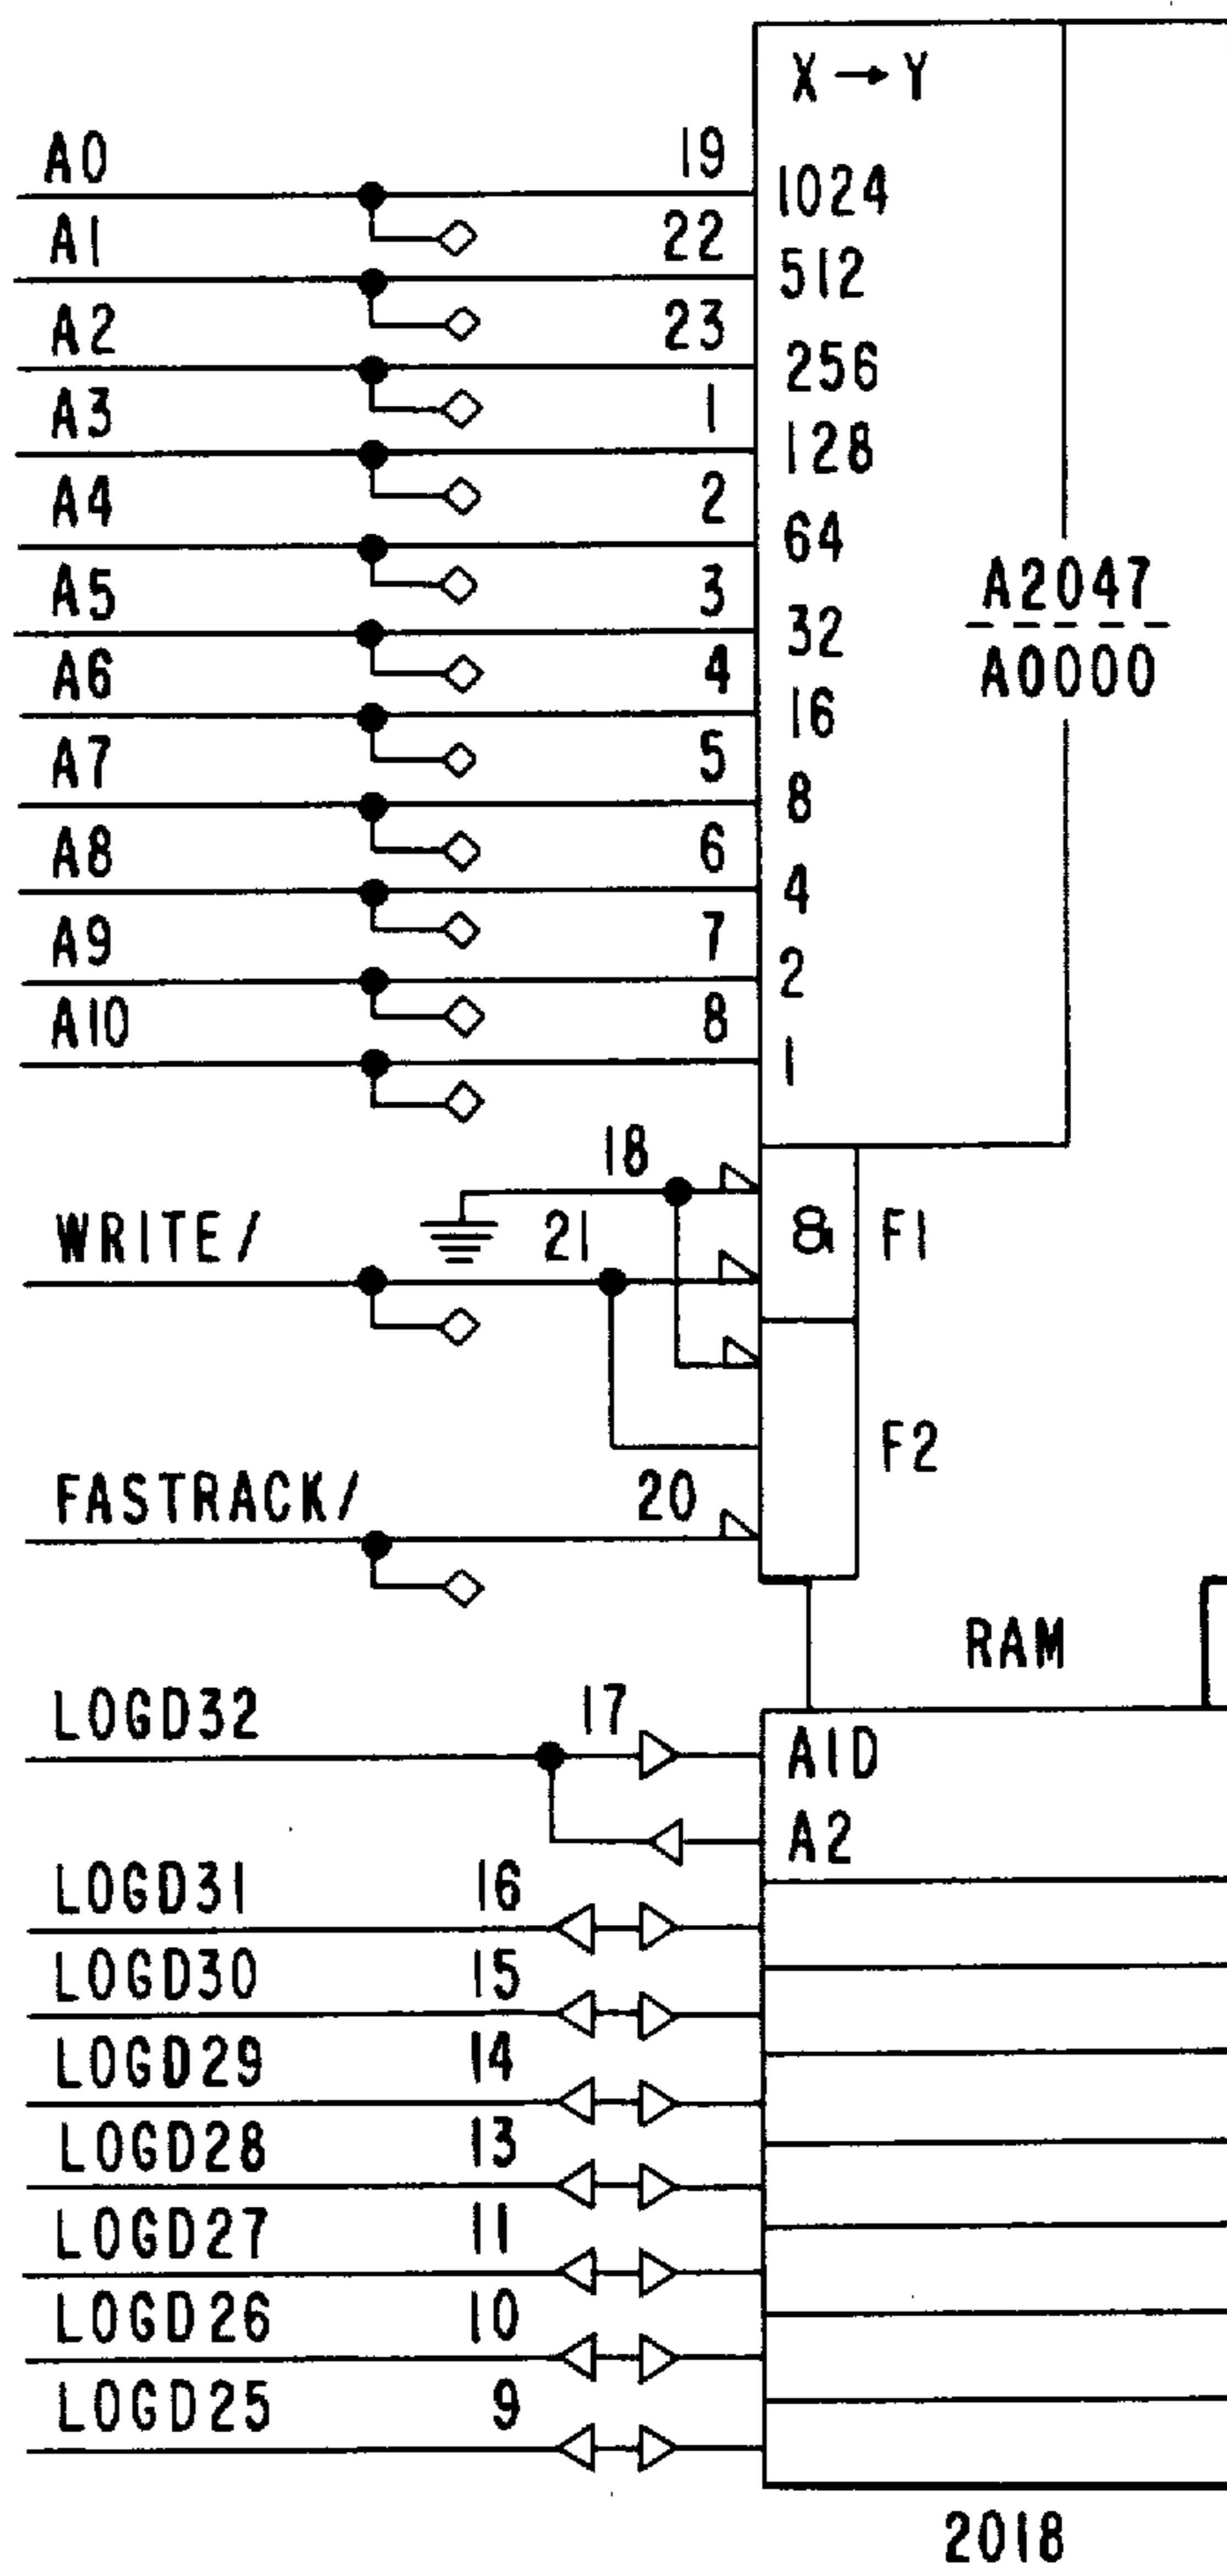 X → Y
A0 19 1024
A1 22 512
A2 23 256
A3 1 128
A4 2 64
A5 3 32
A2047
A0000
A6 4 16
A7 5 8
A8 6 4
A9 7 2
A10 8 1
18
WRITE/ 21 & F1
F2
FASTRACK/ 20
RAM
LOGD32 17 A1D
A2
LOGD31 16
LOGD30 15
LOGD29 14
LOGD28 13
LOGD27 11
LOGD26 10
LOGD25 9
2018